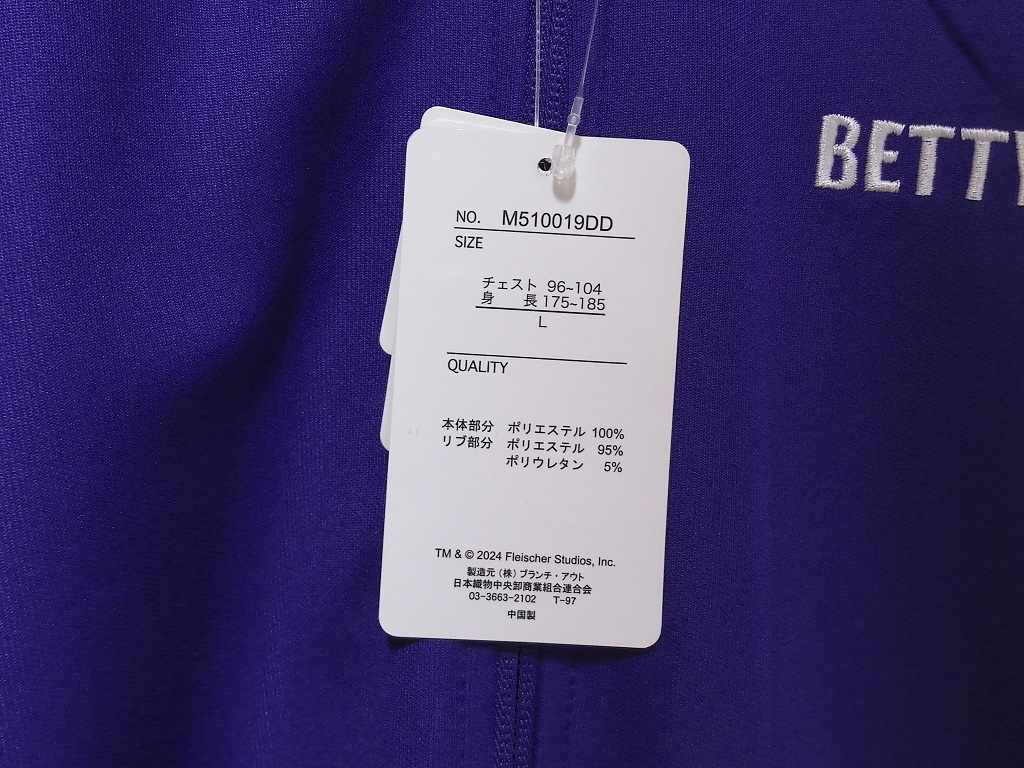 BETTY
NO. M510019DD
SIZE
チェスト 96~104
身 長 175~185
L
QUALITY
本体部分 ポリエステル 100%
リブ部分 ポリエステル 95%
ポリウレタン 5%
TM & © 2024 Fleischer Studios, Inc.
製造元 (株) ブランチ・アウト
日本織物中央卸商業組合連合会
03-3663-2102 T-97
中国製